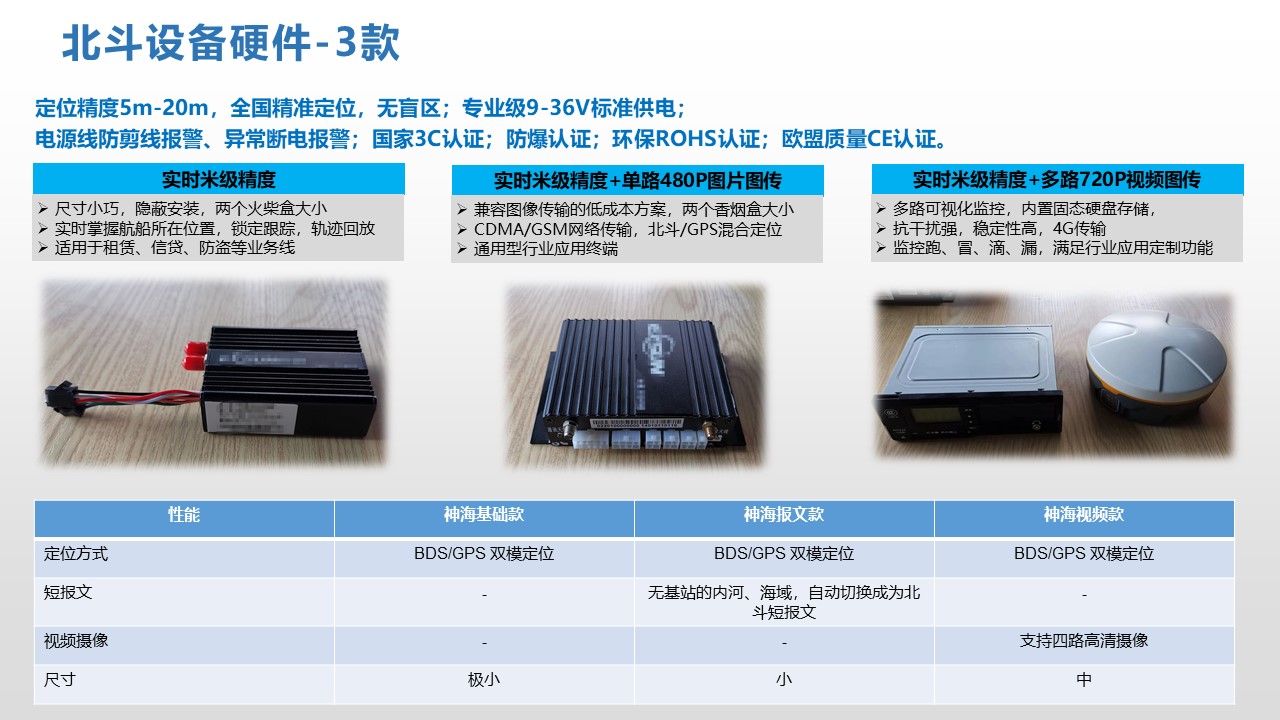 北斗设备硬件-3款
定位精度5m-20m，全国精准定位，无盲区；专业级9-36V标准供电；
电源线防剪线报警、异常断电报警；国家3C认证；防爆认证；环保ROHS认证；欧盟质量CE认证。
实时米级精度
尺寸小巧，隐蔽安装，两个火柴盒大小
实时掌握航船所在位置，锁定跟踪，轨迹回放
适用于租赁、信贷、防盗等业务线
实时米级精度+单路480P图片图传
兼容图像传输的低成本方案，两个香烟盒大小
CDMA/GSM网络传输，北斗/GPS混合定位
通用型行业应用终端
实时米级精度+多路720P视频图传
多路可视化监控，内置固态硬盘存储，
抗干扰强，稳定性高，4G传输
监控跑、冒、滴、漏，满足行业应用定制功能
性能 神海基础款 神海报文款 神海视频款
定位方式 BDS/GPS 双模定位 BDS/GPS 双模定位 BDS/GPS 双模定位
短报文 - 无基站的内河、海域，自动切换成为北
斗短报文 -
视频摄像 - - 支持四路高清摄像
尺寸 极小 小 中